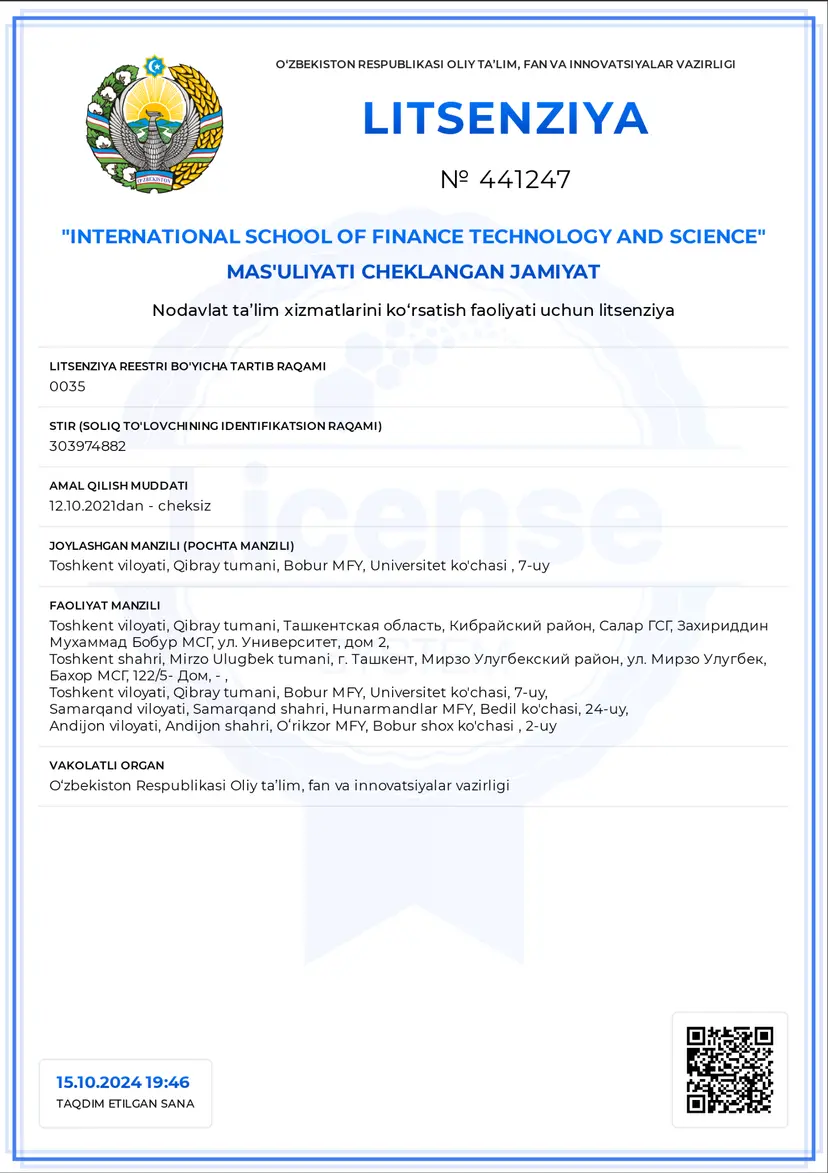 O‘ZBEKISTON RESPUBLIKASI OLIY TA’LIM, FAN VA INNOVATSIYALAR VAZIRLIGI
LITSENZIYA
№ 441247
"INTERNATIONAL SCHOOL OF FINANCE TECHNOLOGY AND SCIENCE"
MAS'ULIYATI CHEKLANGAN JAMIYAT
Nodavlat ta’lim xizmatlarini ko‘rsatish faoliyati uchun litsenziya
LITSENZIYA REESTRI BO'YICHA TARTIB RAQAMI
0035
STIR (SOLIQ TO'LOVCHINING IDENTIFIKATSION RAQAMI)
303974882
AMAL QILISH MUDDATI
12.10.2021dan - cheksiz
JOYLASHGAN MANZILI (POCHTA MANZILI)
Toshkent viloyati, Qibray tumani, Bobur MFY, Universitet ko'chasi , 7-uy
FAOLIYAT MANZILI
Toshkent viloyati, Qibray tumani, Ташкентская область, Кибрайский район, Салар ГСГ, Захириддин
Мухаммад Бобур МСГ, ул. Университет, дом 2,
Toshkent shahri, Mirzo Ulugbek tumani, г. Ташкент, Мирзо Улугбекский район, ул. Мирзо Улугбек,
Бахор МСГ, 122/5- Дом, - ,
Toshkent viloyati, Qibray tumani, Bobur MFY, Universitet ko'chasi, 7-uy,
Samarqand viloyati, Samarqand shahri, Hunarmandlar MFY, Bedil ko'chasi, 24-uy,
Andijon viloyati, Andijon shahri, O‘rikzor MFY, Bobur shox ko'chasi , 2-uy
VAKOLATLI ORGAN
O‘zbekiston Respublikasi Oliy ta’lim, fan va innovatsiyalar vazirligi
License
SYSTEM
15.10.2024 19:46
TAQDIM ETILGAN SANA
O'ZBEKISTON